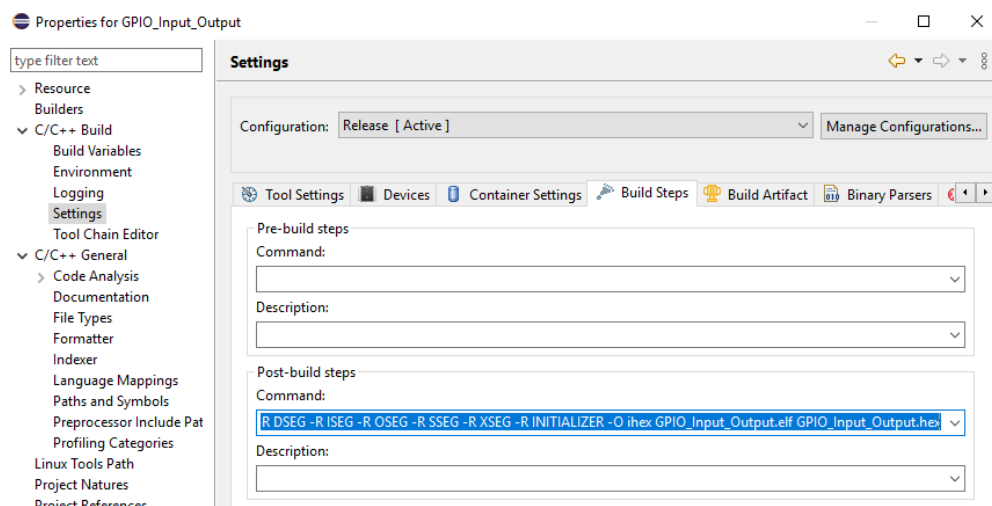 Properties for GPIO_Input_Output
type filter text
Resource
Builders
C/C++ Build
Build Variables
Environment
Logging
Settings
Tool Chain Editor
C/C++ General
Code Analysis
Documentation
File Types
Formatter
Indexer
Language Mappings
Paths and Symbols
Preprocessor Include Pat
Profiling Categories
Linux Tools Path
Project Natures
Project References
Settings
Configuration: Release [ Active ] Manage Configurations...
Tool Settings Devices Container Settings Build Steps Build Artifact Binary Parsers
Pre-build steps
Command:
Description:
Post-build steps
Command:
R DSEG -R ISEG -R OSEG -R SSEG -R XSEG -R INITIALIZER -O ihex GPIO_Input_Output.elf GPIO_Input_Output.hex
Description: